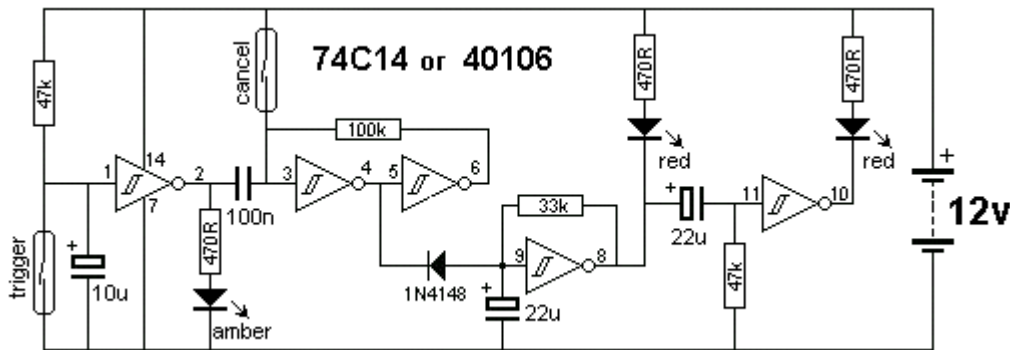 74C14 or 40106
47k
cancel
100k
470R
470R
red
red
1
14
2
7
3
4
5
6
100n
+
12v
33k
+
22u
11
10
47k
trigger
+
10u
470R
amber
1N4148
9
8
+
22u